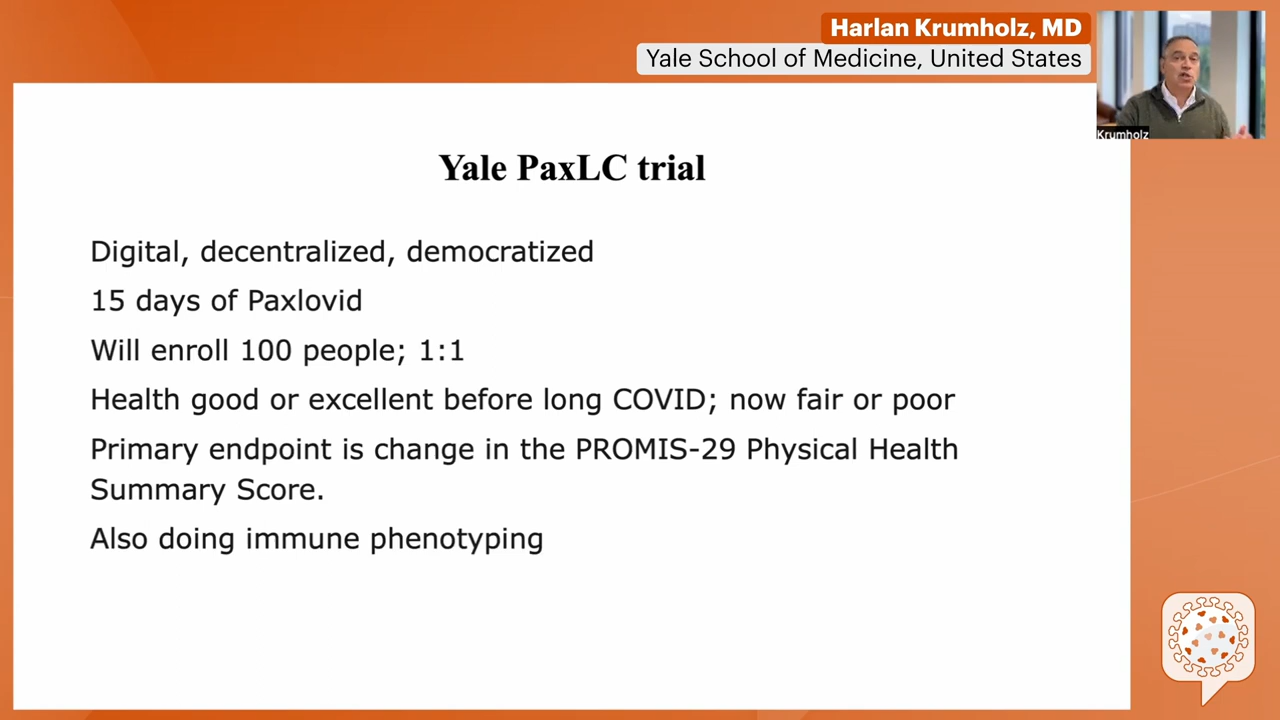 Harlan Krumholz, MD
Yale School of Medicine, United States
Krumholz
Yale PaxLC trial
Digital, decentralized, democratized
15 days of Paxlovid
Will enroll 100 people; 1:1
Health good or excellent before long COVID; now fair or poor
Primary endpoint is change in the PROMIS-29 Physical Health
Summary Score.
Also doing immune phenotyping